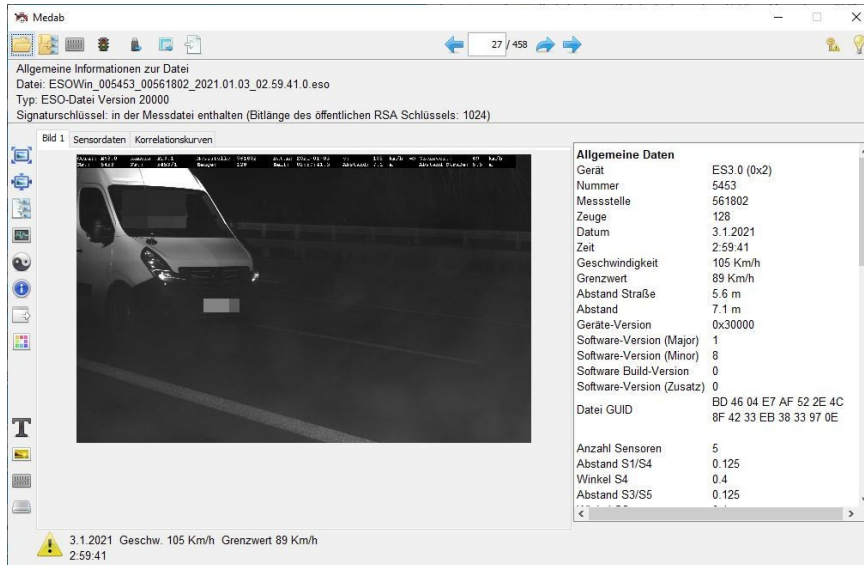 Medab
27 / 458
Allgemeine Informationen zur Datei
Datei: ESOWin_005453_00561802_2021.01.03_02.59.41.0.eso
Typ: ESO-Datei Version 20000
Signaturschlüssel: in der Messdatei enthalten (Bitlänge des öffentlichen RSA Schlüssels: 1024)
Bild 1 Sensordaten Korrelationskurven
Allgemeine Daten
Gerät ES3.0 (0x2)
Nummer 5453
Messstelle 561802
Zeuge 128
Datum 3.1.2021
Zeit 2:59:41
Geschwindigkeit 105 Km/h
Grenzwert 89 Km/h
Abstand Straße 5.6 m
Abstand 7.1 m
Geräte-Version 0x30000
Software-Version (Major) 1
Software-Version (Minor) 8
Software Build-Version 0
Software-Version (Zusatz) 0
Datei GUID BD 46 04 E7 AF 52 2E 4C
8F 42 33 EB 38 33 97 0E
Anzahl Sensoren 5
Abstand S1/S4 0.125
Winkel S4 0.4
Abstand S3/S5 0.125
3.1.2021 Geschw. 105 Km/h Grenzwert 89 Km/h
2:59:41